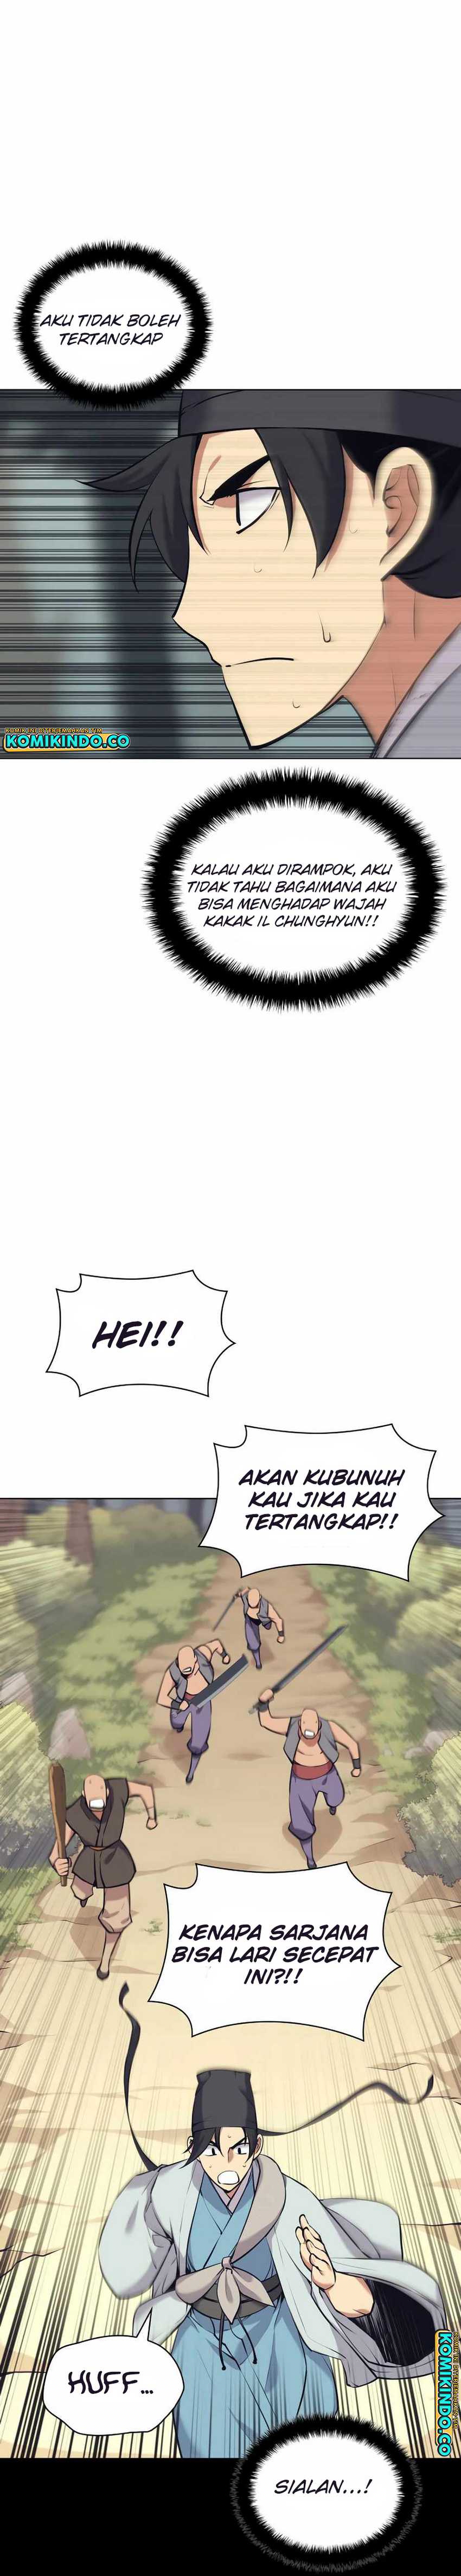 AKU TIDAK BOLEH
TERTANGKAP
KOMIKINDO.CO
KALAU AKU DIRAMPOK, AKU
TIDAK TAHU BAGAIMANA AKU
BISA MENGHADAP WAJAH
KAKAK IL CHUNGHYUN!!
HEI!!
AKAN KUBUNUH
KAU JIKA KAU
TERTANGKAP!!
KENAPA SARJANA
BISA LARI SECEPAT
INI?!!
HUFF...
KOMIKINDO.CO
SIALAN...!